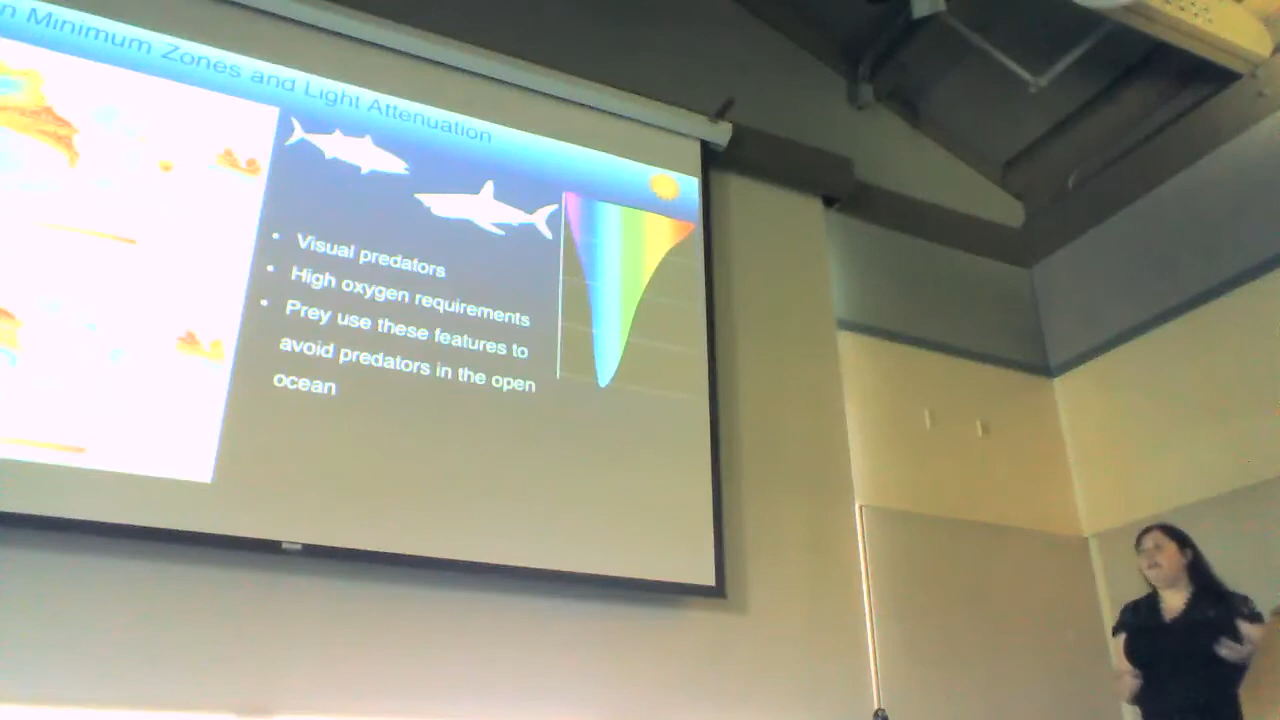 n Minimum Zones and Light Attenuation
• Visual predators
• High oxygen requirements
• Prey use these features to
avoid predators in the open
ocean